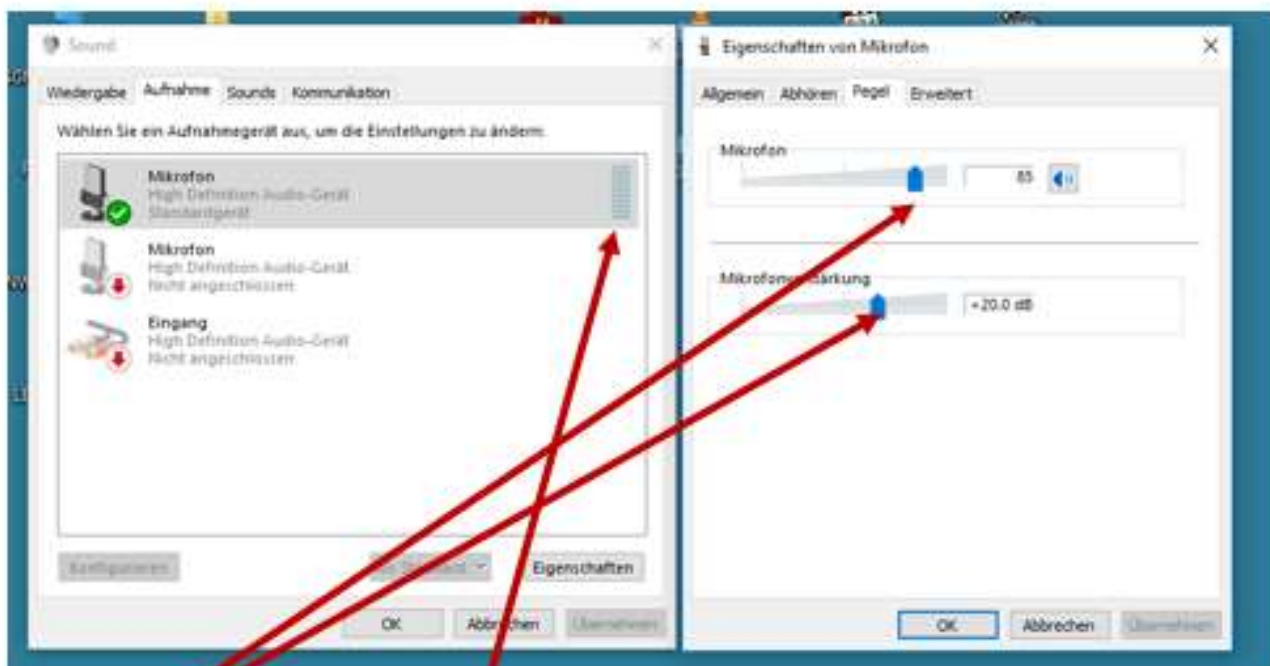 Sound
Wiedergabe Aufnahme Sounds Kommunikation
Wählen Sie ein Aufnahmegerät aus, um die Einstellungen zu ändern:
Mikrofon
High Definition Audio-Gerät
Standardgerät
Mikrofon
High Definition Audio-Gerät
Nicht angeschlossen
Eingang
High Definition Audio-Gerät
Nicht angeschlossen
Konfigurieren
Eigenschaften
OK
Abbrechen
Übernehmen
Eigenschaften von Mikrofon
Allgemein Abhören Pegel Erweitert
Mikrofon
+20.0 dB
OK
Abbrechen
Übernehmen